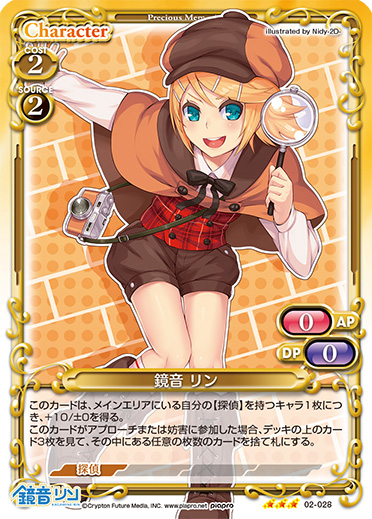 Precious Mem
illustrated by Nidy-2D-
Character
COST
2
SOURCE
2
0 AP
DP 0
鏡音 リン
このカードは、メインエリアにいる自分の【探偵】を持つキャラ1枚につ
き、+10/±0を得る。
このカードがアプローチまたは妨害に参加した場合、デッキの上のカー
ド3枚を見て、その中にある任意の枚数のカードを捨て札にする。
探偵
鏡音リン
KAGAMINE RIN
©Crypton Future Media, INC. www.piapro.net piapro
02-028